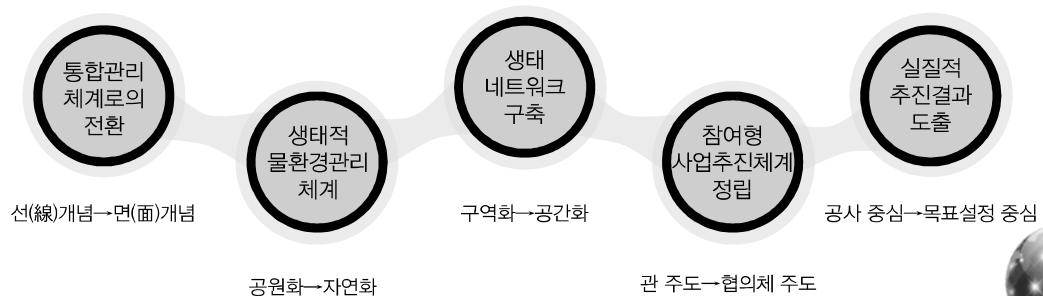 통합관리
체계로의
전환
선(線)개념→면(面)개념
생태적
물환경관리
체계
공원화→자연화
생태
네트워크
구축
구역화→공간화
참여형
사업추진체계
정립
관 주도→협의체 주도
실질적
추진결과
도출
공사 중심→목표설정 중심